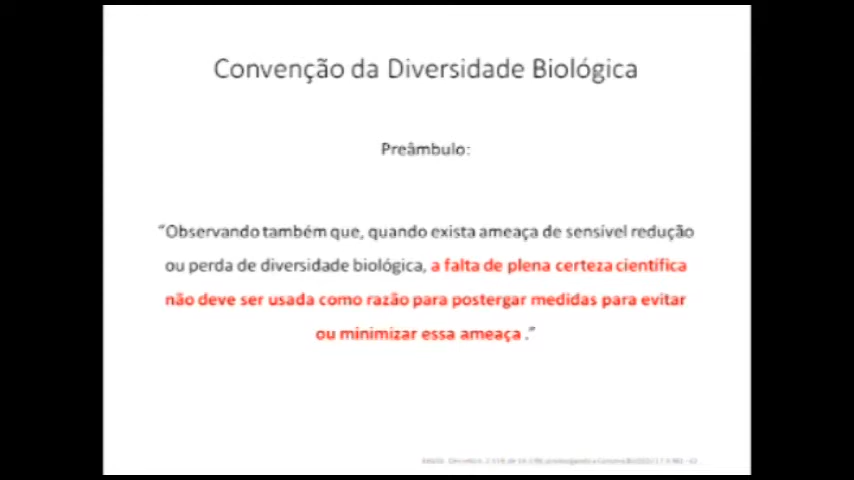 Convenção da Diversidade Biológica
Preâmbulo:
“Observando também que, quando exista ameaça de sensível redução
ou perda de diversidade biológica, a falta de plena certeza científica
não deve ser usada como razão para postergar medidas para evitar
ou minimizar essa ameaça .”